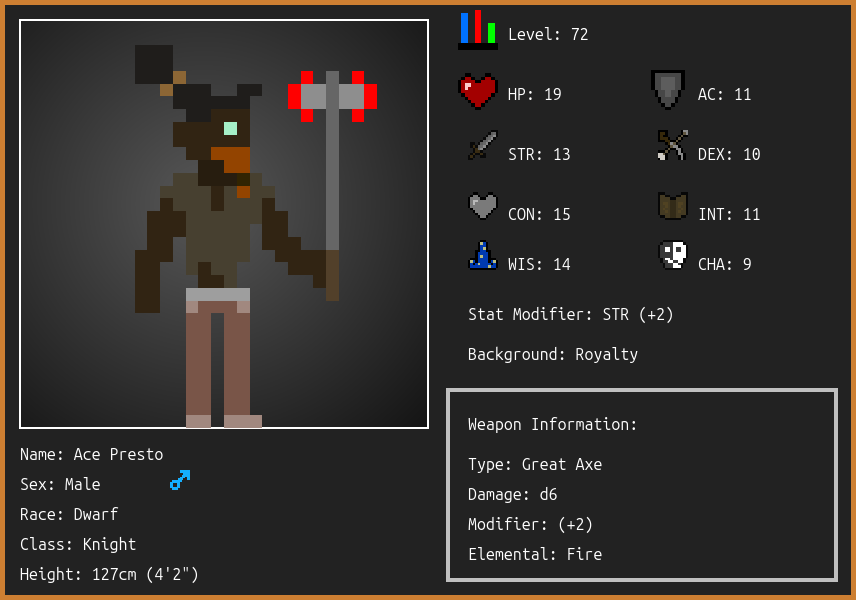 Level: 72
HP: 19
AC: 11
STR: 13
DEX: 10
CON: 15
INT: 11
WIS: 14
CHA: 9
Stat Modifier: STR (+2)
Background: Royalty
Weapon Information:
Type: Great Axe
Damage: d6
Modifier: (+2)
Elemental: Fire
Name: Ace Presto
Sex: Male
Race: Dwarf
Class: Knight
Height: 127cm (4'2")